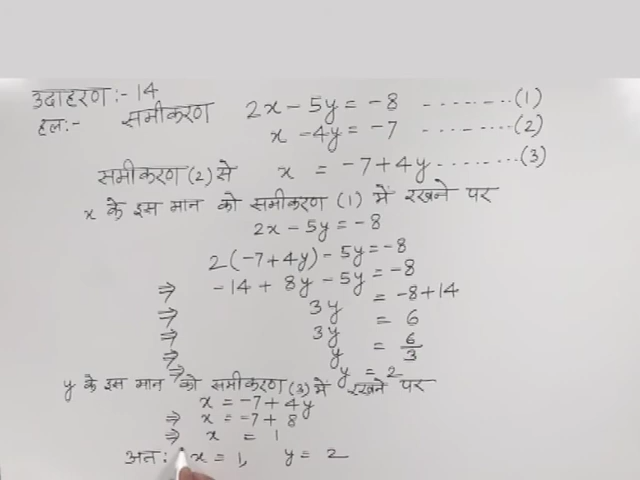 उदाहरण :- 14
हल:- समीकरण 2x - 5y = -8 --------(1)
x - 4y = -7 --------(2)
समीकरण (2) से x = -7 + 4y --------(3)
x के इस मान को समीकरण (1) में रखने पर
2x - 5y = -8
2(-7 + 4y) - 5y = -8
⇒ -14 + 8y - 5y = -8
⇒ 3y = -8 + 14
⇒ 3y = 6
⇒ y = 6/3
⇒ y = 2
y के इस मान को समीकरण (3) में रखने पर
x = -7 + 4y
⇒ x = -7 + 8
⇒ x = 1
अतः x = 1, y = 2